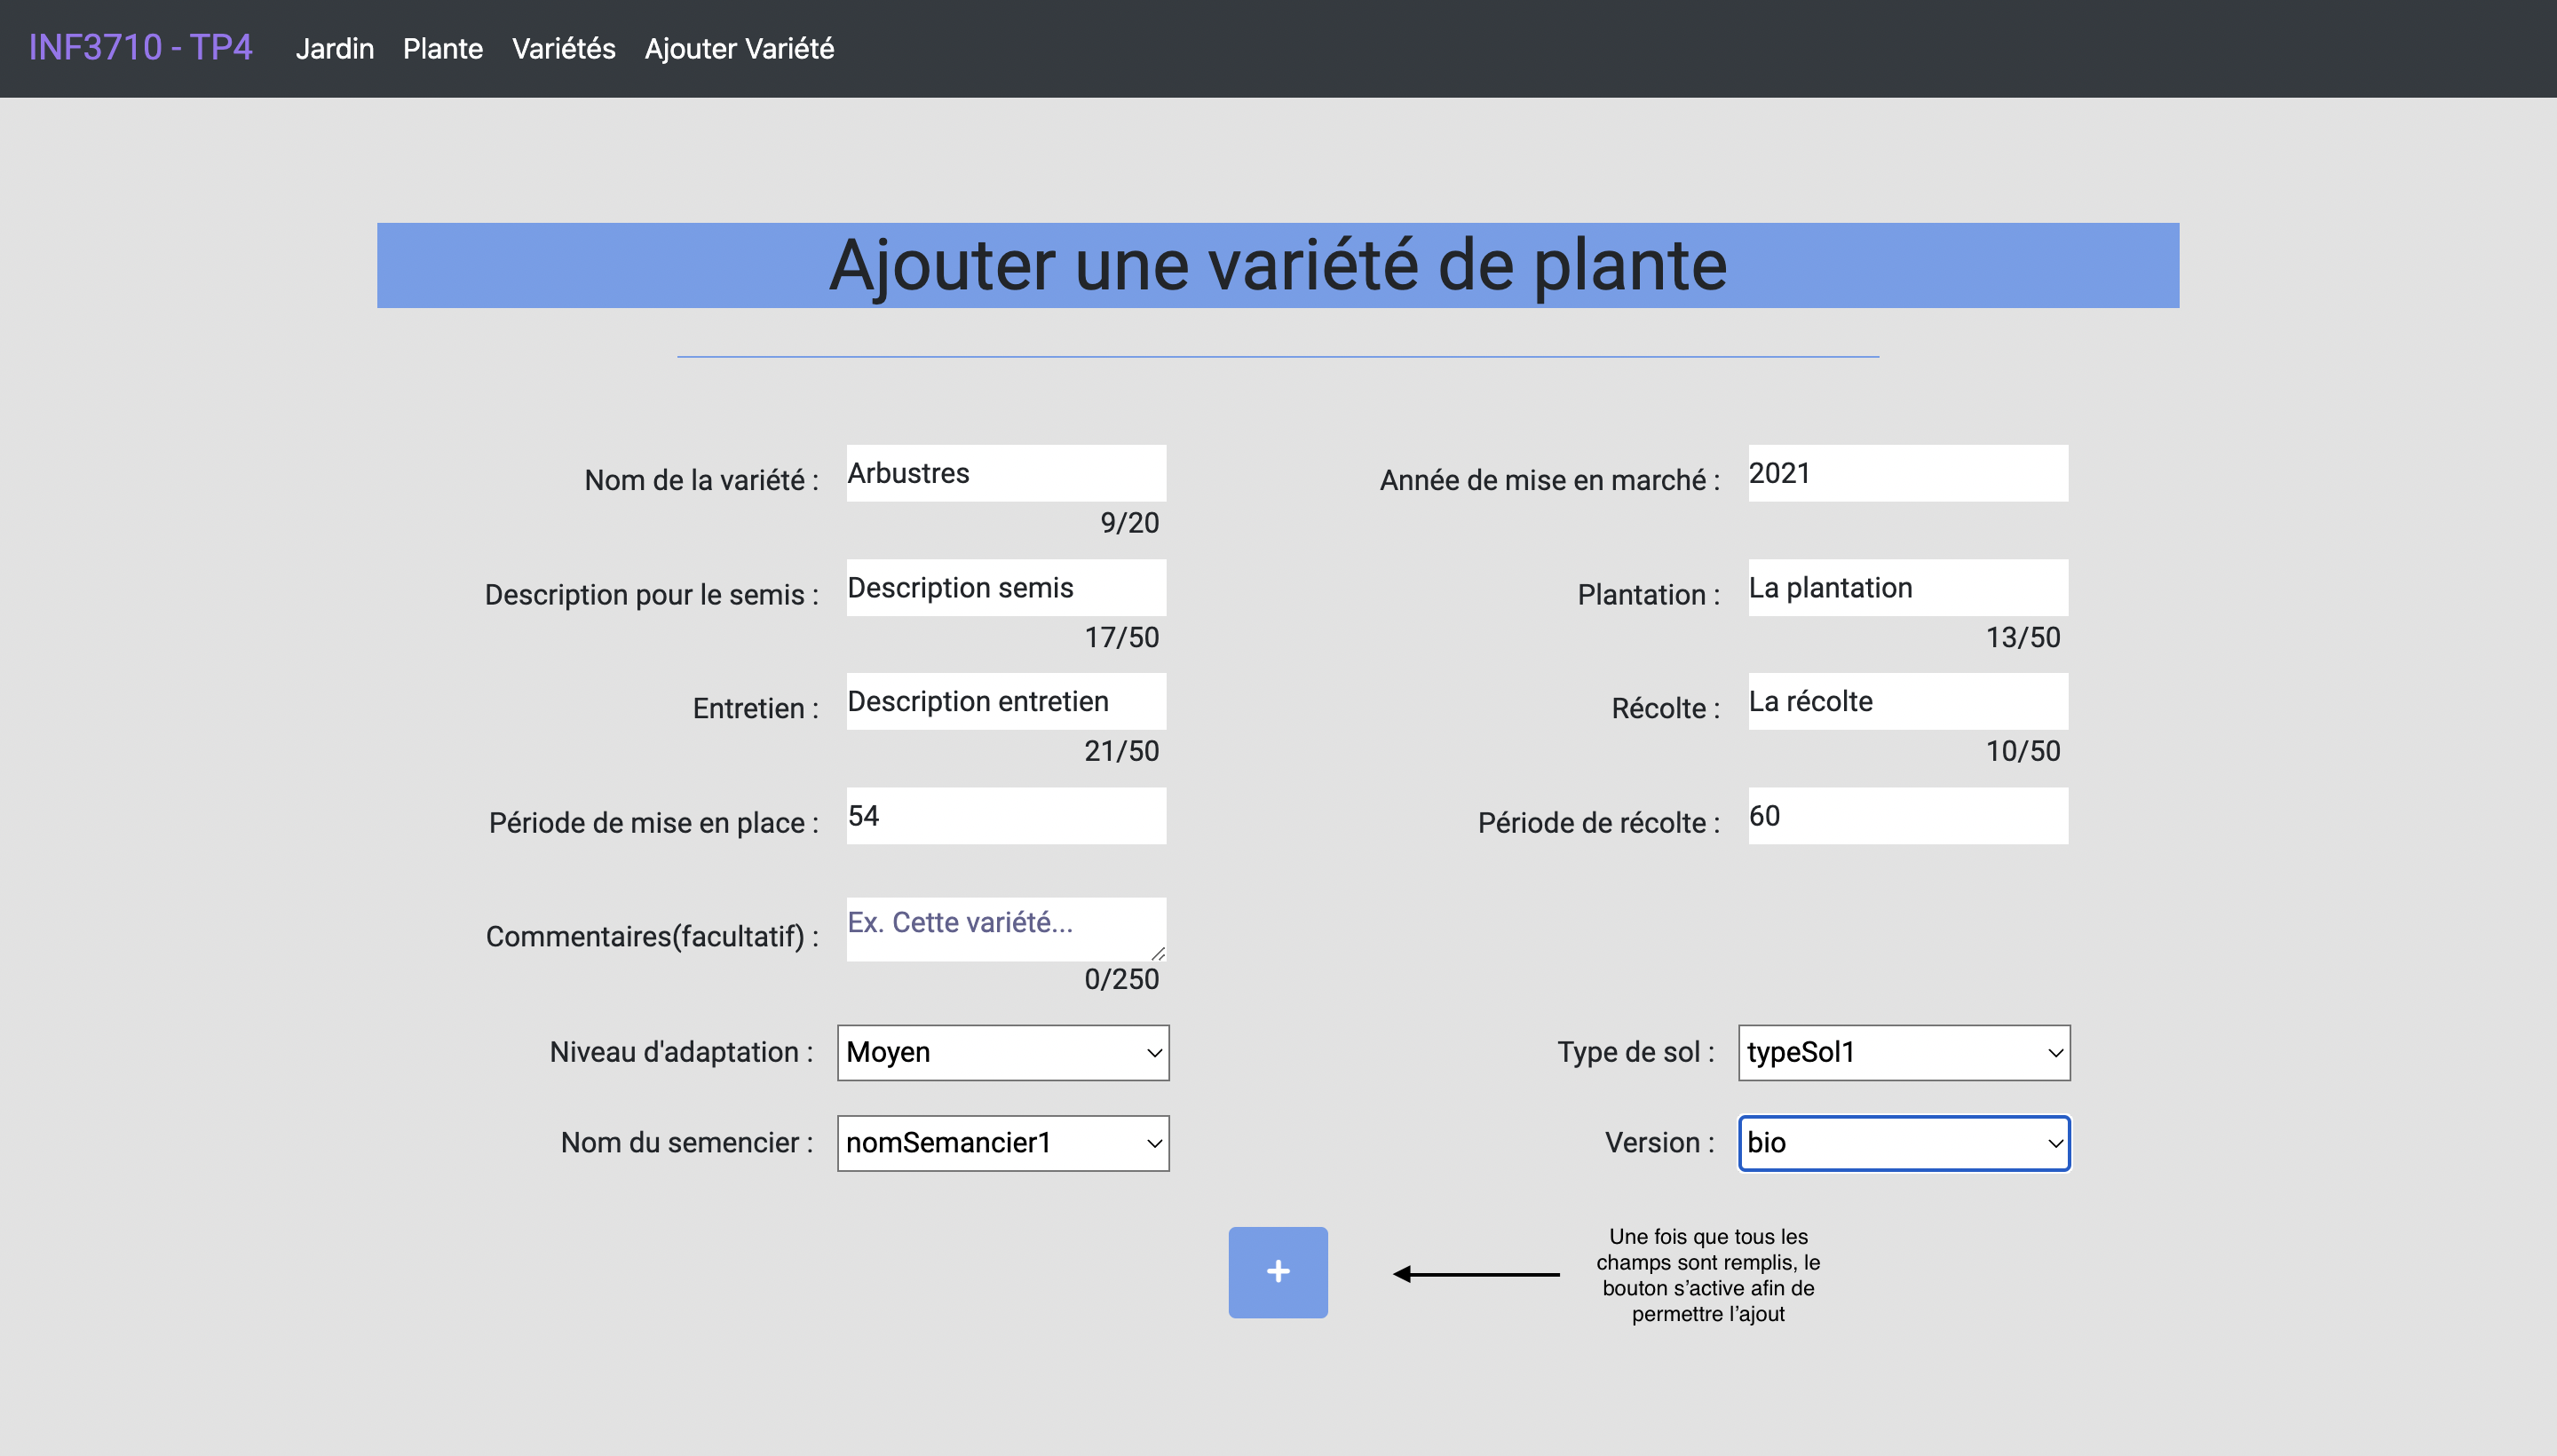 INF3710 - TP4 Jardin Plante Variétés Ajouter Variété
Ajouter une variété de plante
Nom de la variété : Arbustres Année de mise en marché : 2021
9/20
Description pour le semis : Description semis Plantation : La plantation
17/50 13/50
Entretien : Description entretien Récolte : La récolte
21/50 10/50
Période de mise en place : 54 Période de récolte : 60
Commentaires(facultatif) : Ex. Cette variété...
0/250
Niveau d'adaptation : Moyen Type de sol : typeSol1
Nom du semencier : nomSemancier1 Version : bio
+
Une fois que tous les
champs sont remplis, le
bouton s’active afin de
permettre l’ajout